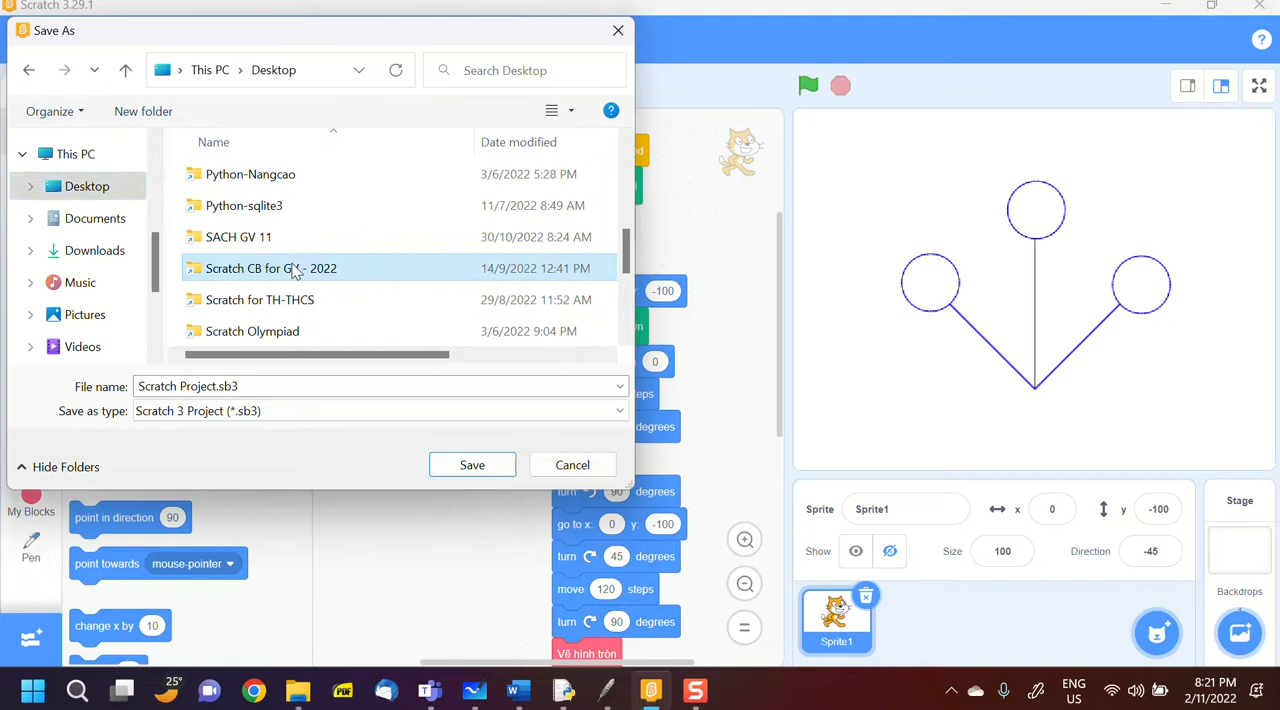 Scratch 3.29.1
Save As
This PC > Desktop
Search Desktop
Organize
New folder
Name
Date modified
This PC
Desktop
Documents
Downloads
Music
Pictures
Videos
Python-Nangcao
3/6/2022 5:28 PM
Python-sqlite3
11/7/2022 8:49 AM
SACH GV 11
30/10/2022 8:24 AM
Scratch CB for GV - 2022
14/9/2022 12:41 PM
Scratch for TH-THCS
29/8/2022 11:52 AM
Scratch Olympiad
3/6/2022 9:04 PM
File name: Scratch Project.sb3
Save as type: Scratch 3 Project (*.sb3)
Hide Folders
Save
Cancel
-100
0
degrees
turn 90 degrees
go to x: 0 y: -100
turn 45 degrees
move 120 steps
turn 90 degrees
Vẽ hình tròn
My Blocks
Pen
point in direction 90
point towards mouse-pointer
change x by 10
Sprite Sprite1 x 0 y -100
Show Size 100 Direction -45
Sprite1
Stage
Backdrops
25°
PDF
ENG
US
8:21 PM
2/11/2022